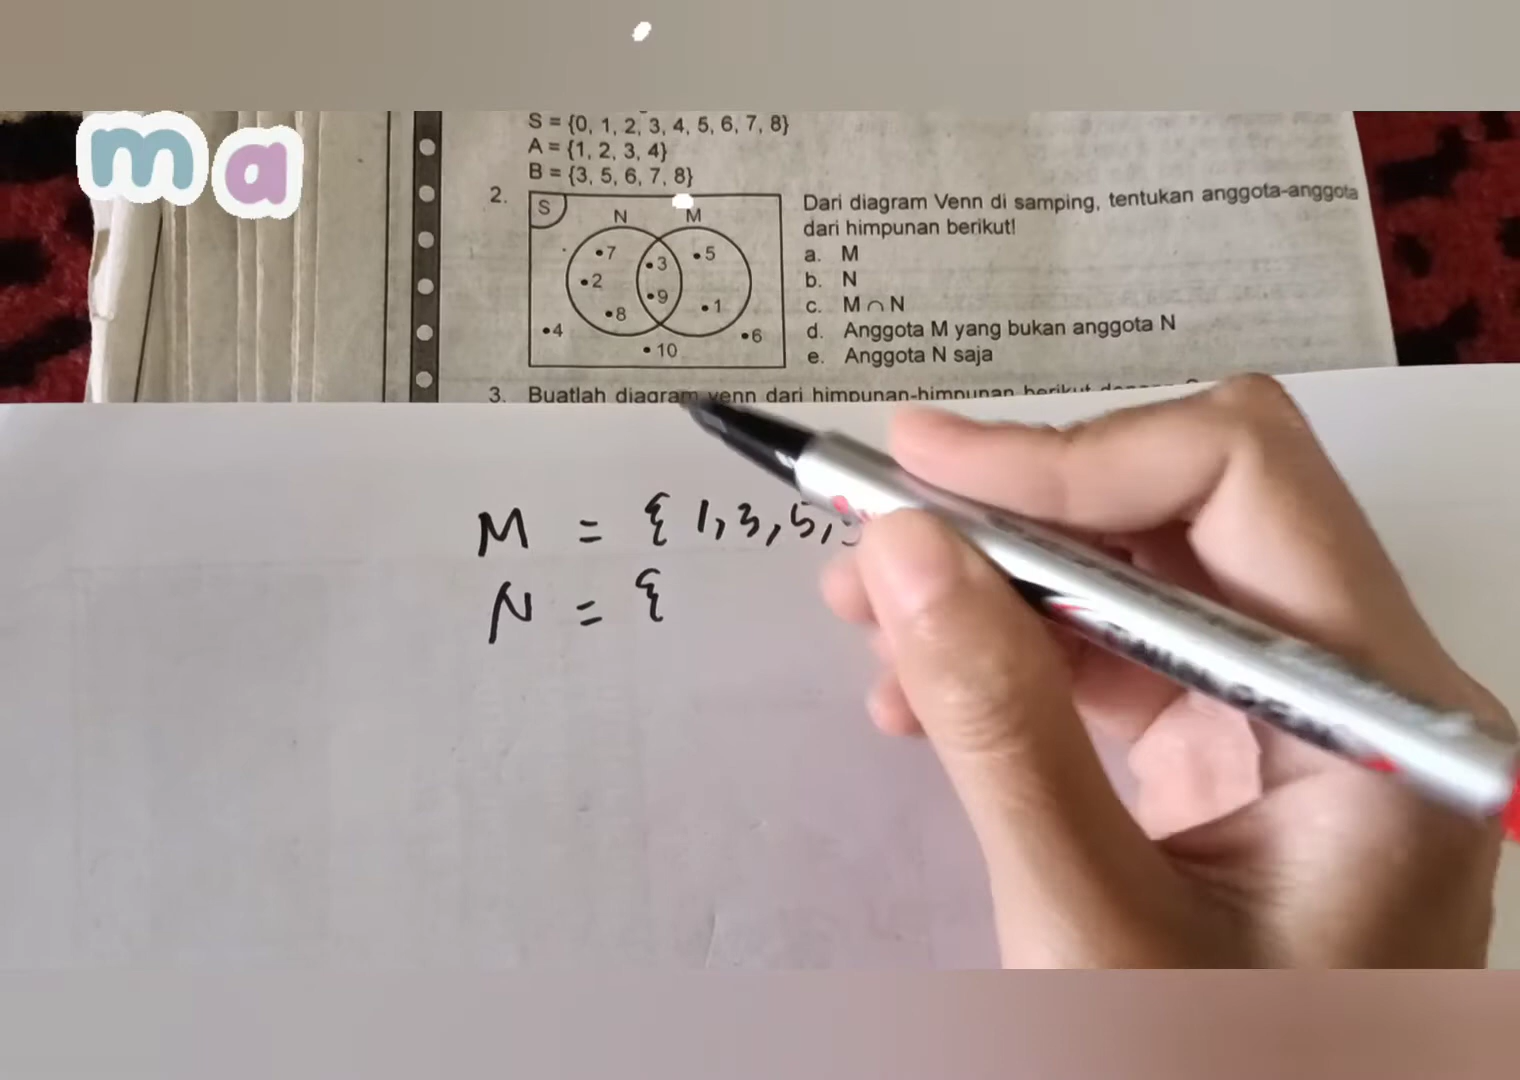 ma
S = {0, 1, 2, 3, 4, 5, 6, 7, 8}
A = {1, 2, 3, 4}
B = {3, 5, 6, 7, 8}
2.
S
N M
7
3
5
2
9
8
1
4
6
10
Dari diagram Venn di samping, tentukan anggota-anggota
dari himpunan berikut!
a. M
b. N
c. M ∩ N
d. Anggota M yang bukan anggota N
e. Anggota N saja
3. Buatlah diagram venn dari himpunan-himpunan berikut
M = { 1, 3, 5,
N = {